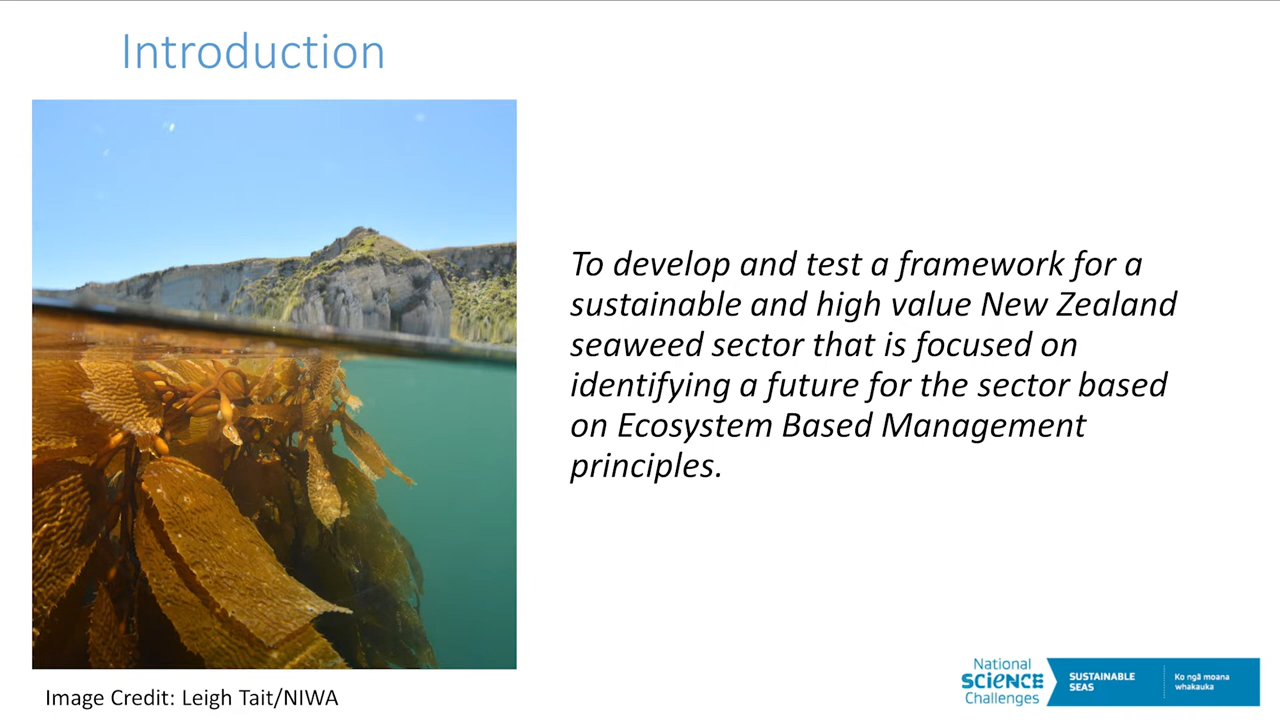 Introduction
To develop and test a framework for a
sustainable and high value New Zealand
seaweed sector that is focused on
identifying a future for the sector based
on Ecosystem Based Management
principles.
Image Credit: Leigh Tait/NIWA
National
SCIENCE
Challenges
SUSTAINABLE
SEAS
Ko ngā moana
whakauka